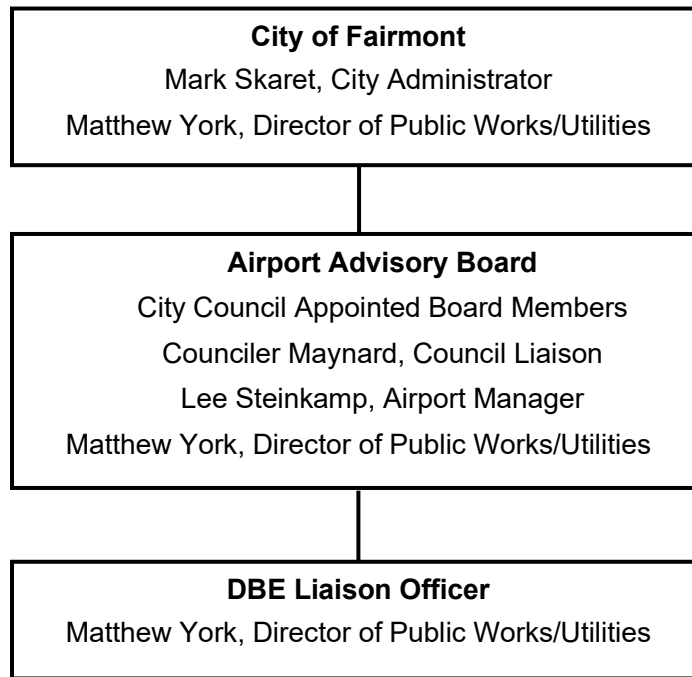 City of Fairmont
Mark Skaret, City Administrator
Matthew York, Director of Public Works/Utilities
Airport Advisory Board
City Council Appointed Board Members
Counciler Maynard, Council Liaison
Lee Steinkamp, Airport Manager
Matthew York, Director of Public Works/Utilities
DBE Liaison Officer
Matthew York, Director of Public Works/Utilities